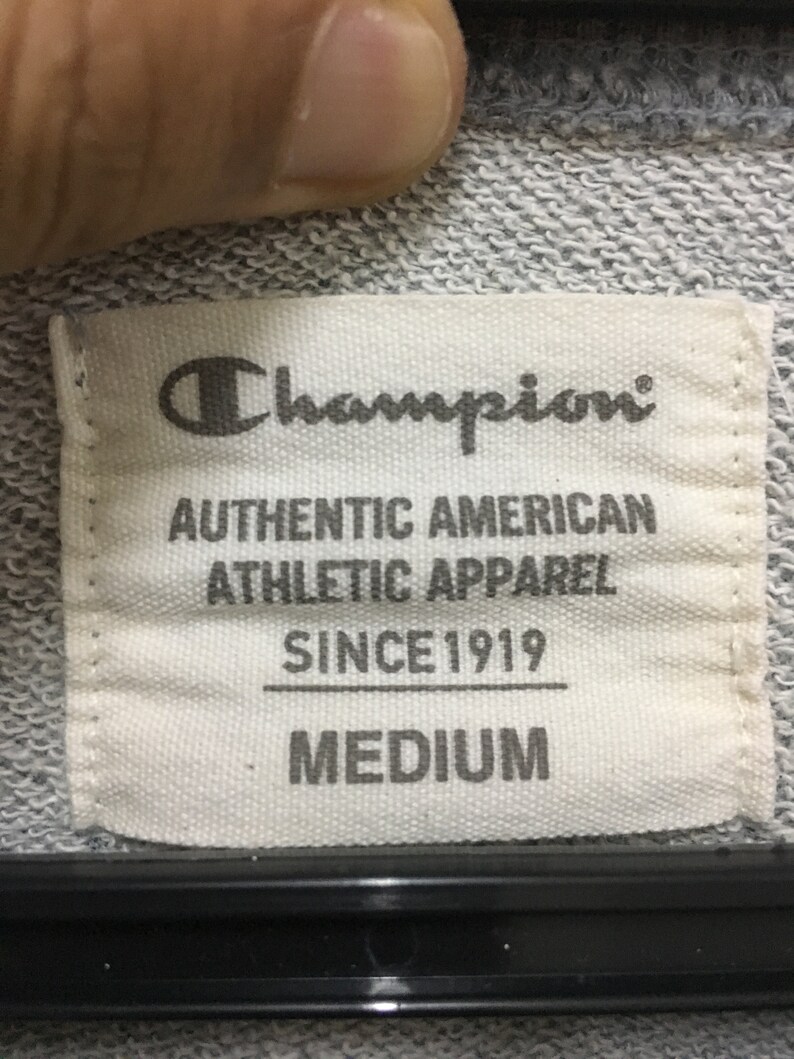 Champion®
AUTHENTIC AMERICAN
ATHLETIC APPAREL
SINCE 1919
MEDIUM